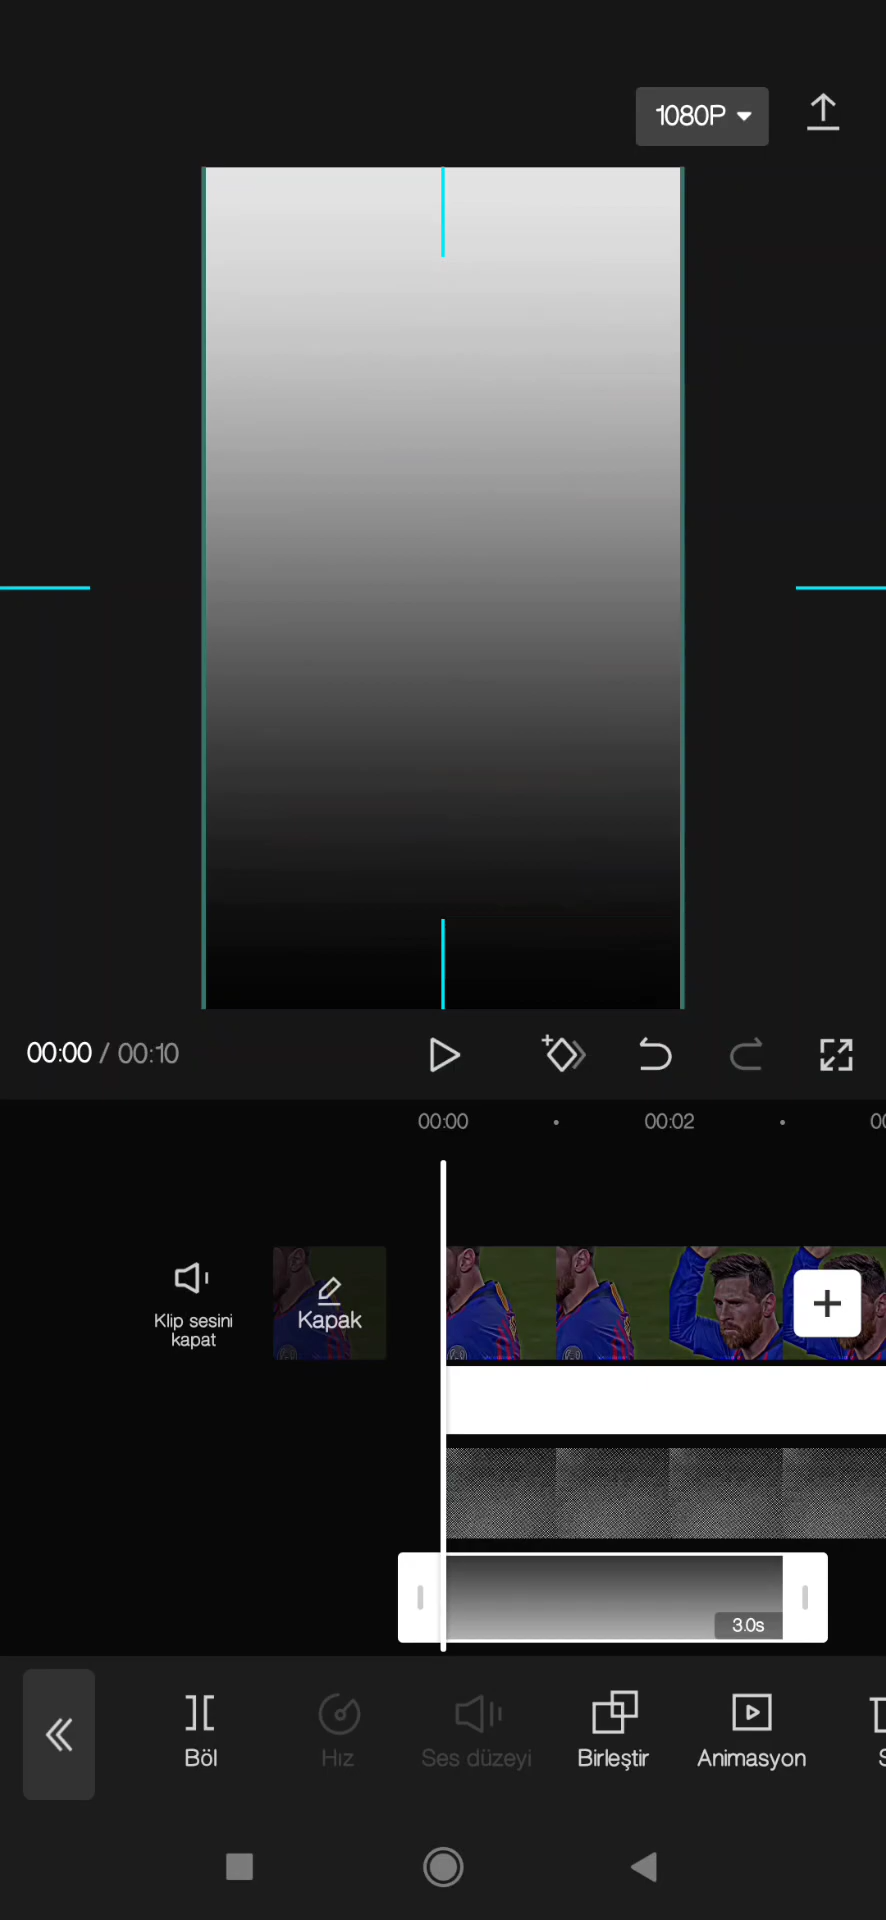 1080P
00:00 / 00:10
00:00
00:02
Klip sesini
kapat
Kapak
3.0s
Böl
Hız
Ses düzeyi
Birleştir
Animasyon